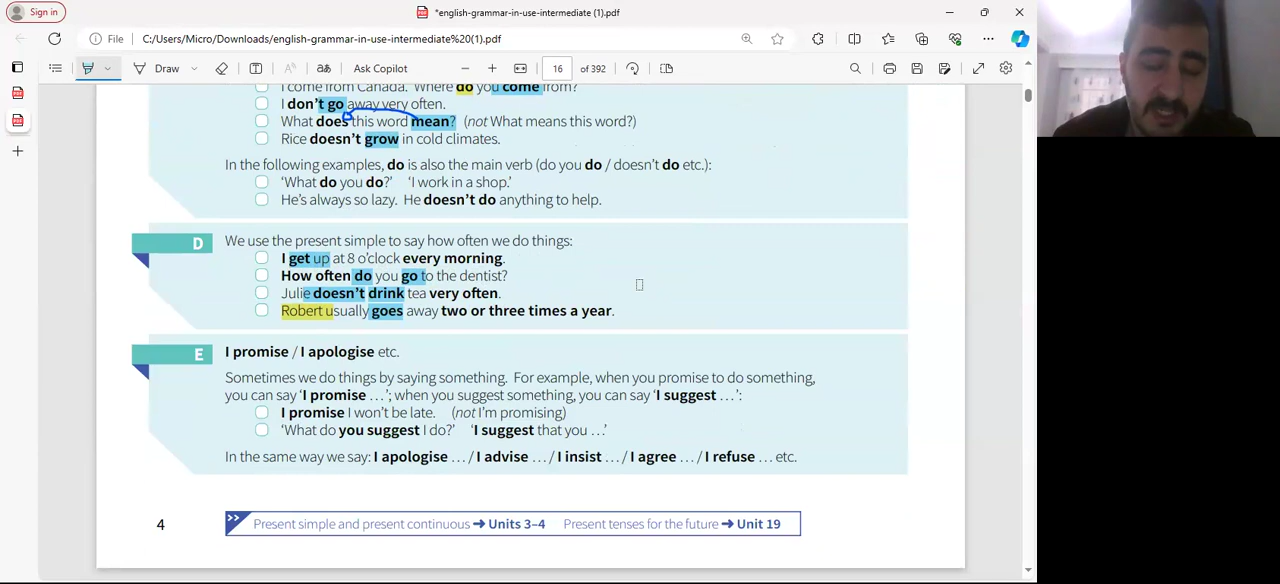 Sign in
*english-grammar-in-use-intermediate (1).pdf
File C:/Users/Micro/Downloads/english-grammar-in-use-intermediate%20(1).pdf
Draw Ask Copilot 16 of 392
I come from Canada. Where do you come from?
I don't go away very often.
What does this word mean? (not What means this word?)
Rice doesn't grow in cold climates.
In the following examples, do is also the main verb (do you do / doesn't do etc.):
'What do you do?' 'I work in a shop.'
He's always so lazy. He doesn't do anything to help.
D We use the present simple to say how often we do things:
I get up at 8 o'clock every morning.
How often do you go to the dentist?
Julie doesn't drink tea very often.
Robert usually goes away two or three times a year.
E I promise / I apologise etc.
Sometimes we do things by saying something. For example, when you promise to do something,
you can say 'I promise …'; when you suggest something, you can say 'I suggest …':
I promise I won't be late. (not I'm promising)
'What do you suggest I do?' 'I suggest that you …'
In the same way we say: I apologise … / I advise … / I insist … / I agree … / I refuse … etc.
4 Present simple and present continuous ➜ Units 3–4 Present tenses for the future ➜ Unit 19